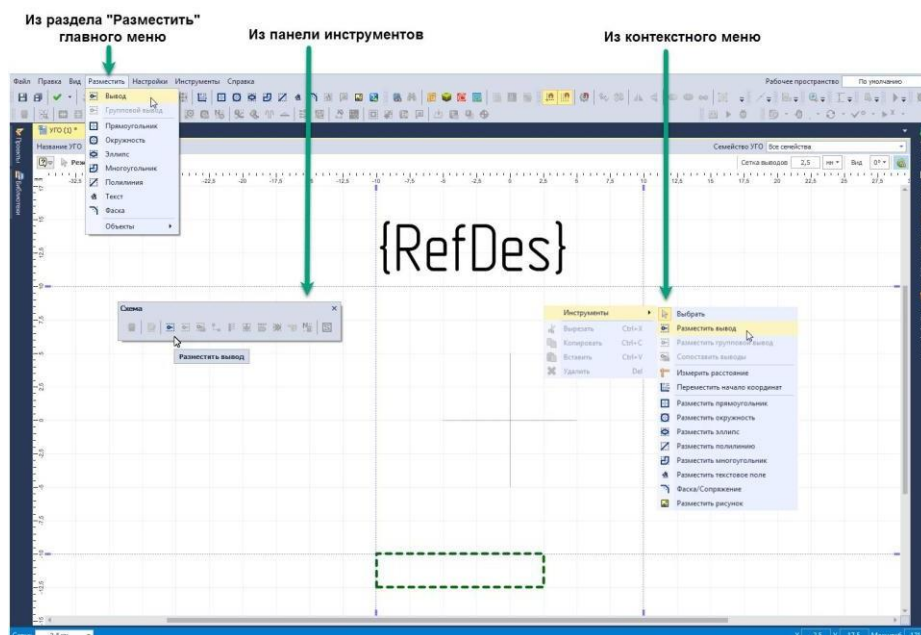 Из раздела "Разместить"
главного меню
Из панели инструментов
Из контекстного меню
Файл Правка Вид Разместить Настройки Инструменты Справка
Рабочее пространство По умолчанию
Вывод
Групповой вывод
Прямоугольник
Окружность
Эллипс
Многоугольник
Полилиния
Текст
Фаска
Объекты
УГО (1) *
Название УГО
Семейство УГО Все семейства
Сетка выводов 2,5 мм Вид 0°
Проекты
Библиотеки
{RefDes}
Схема
Разместить вывод
Инструменты
Вырезать Ctrl+X
Копировать Ctrl+C
Вставить Ctrl+V
Удалить Del
Выбрать
Разместить вывод
Разместить групповой вывод
Сопоставить выводы
Измерить расстояние
Переместить начало координат
Разместить прямоугольник
Разместить окружность
Разместить эллипс
Разместить полилинию
Разместить многоугольник
Разместить текстовое поле
Фаска/Сопряжение
Разместить рисунок